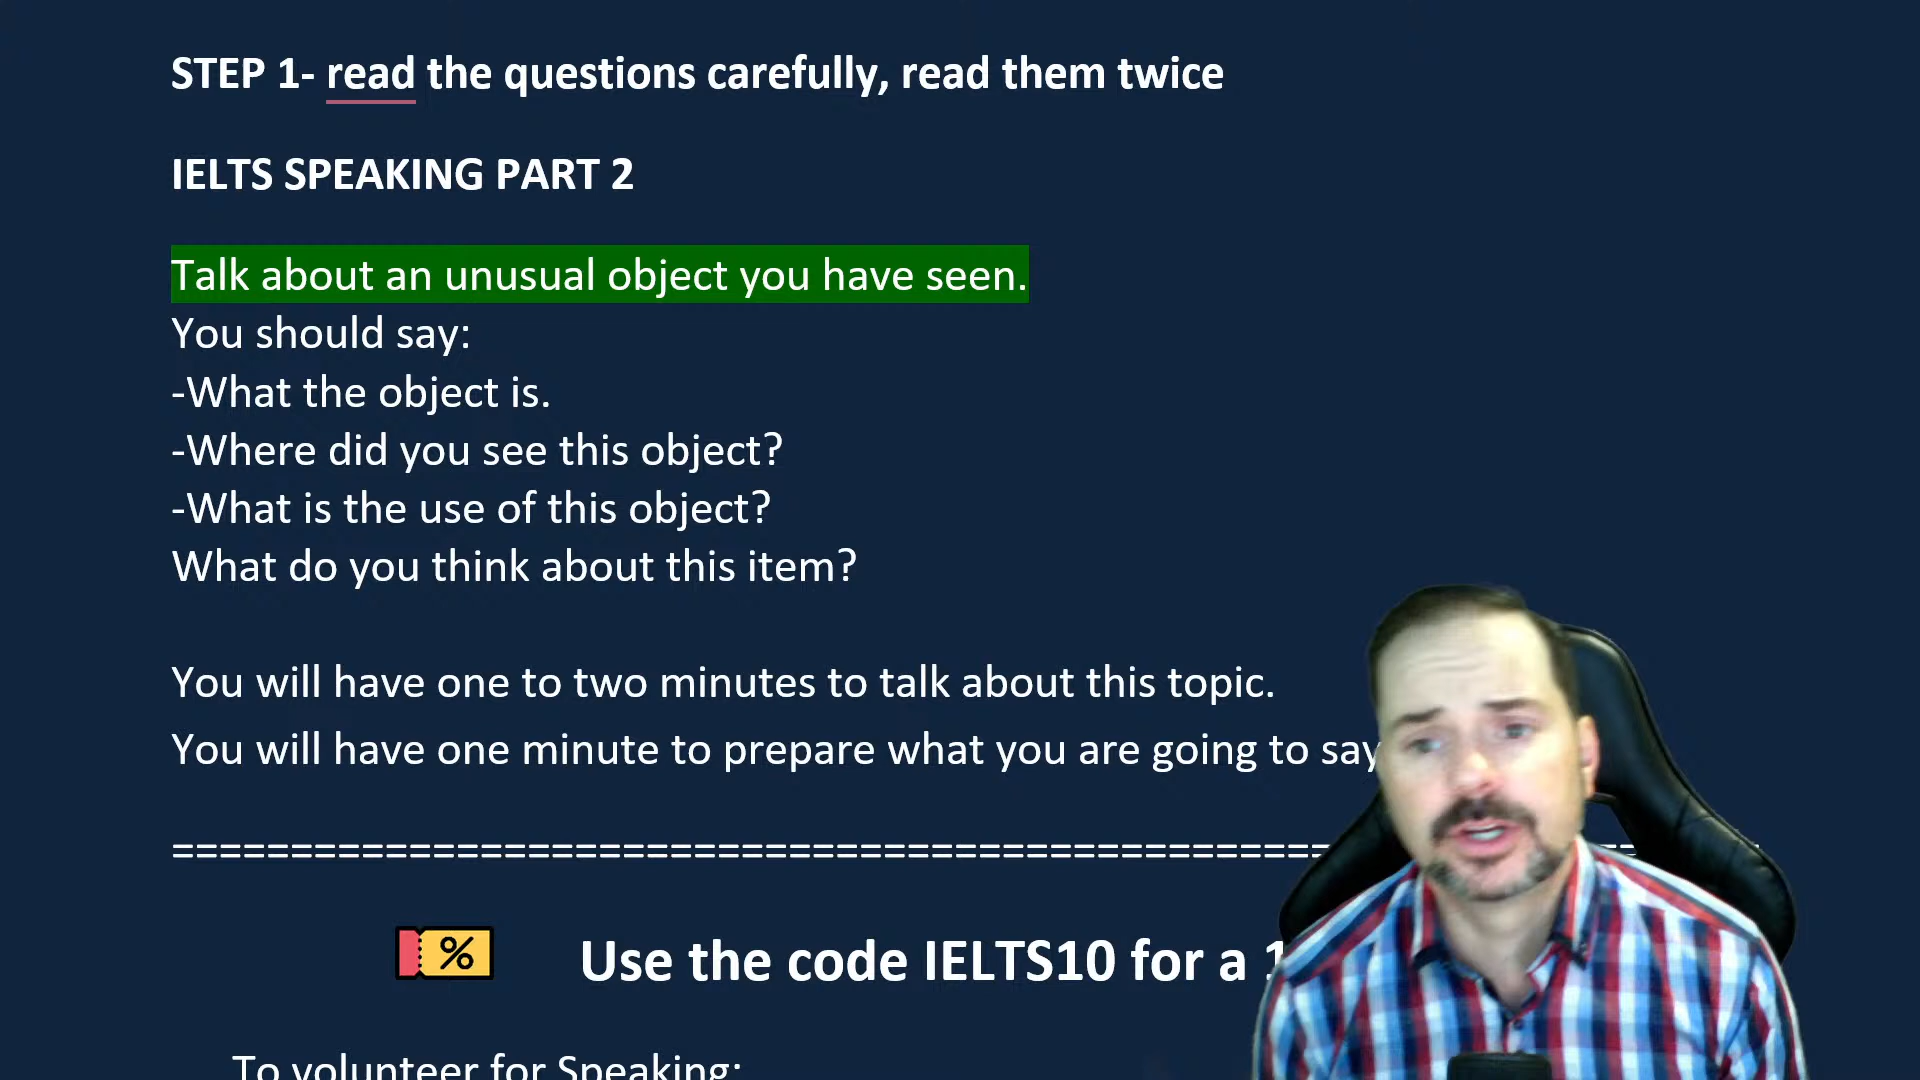 STEP 1- read the questions carefully, read them twice
IELTS SPEAKING PART 2
Talk about an unusual object you have seen.
You should say:
-What the object is.
-Where did you see this object?
-What is the use of this object?
What do you think about this item?
You will have one to two minutes to talk about this topic.
You will have one minute to prepare what you are going to say
==================================================
% Use the code IELTS10 for a
To volunteer for Speaking: